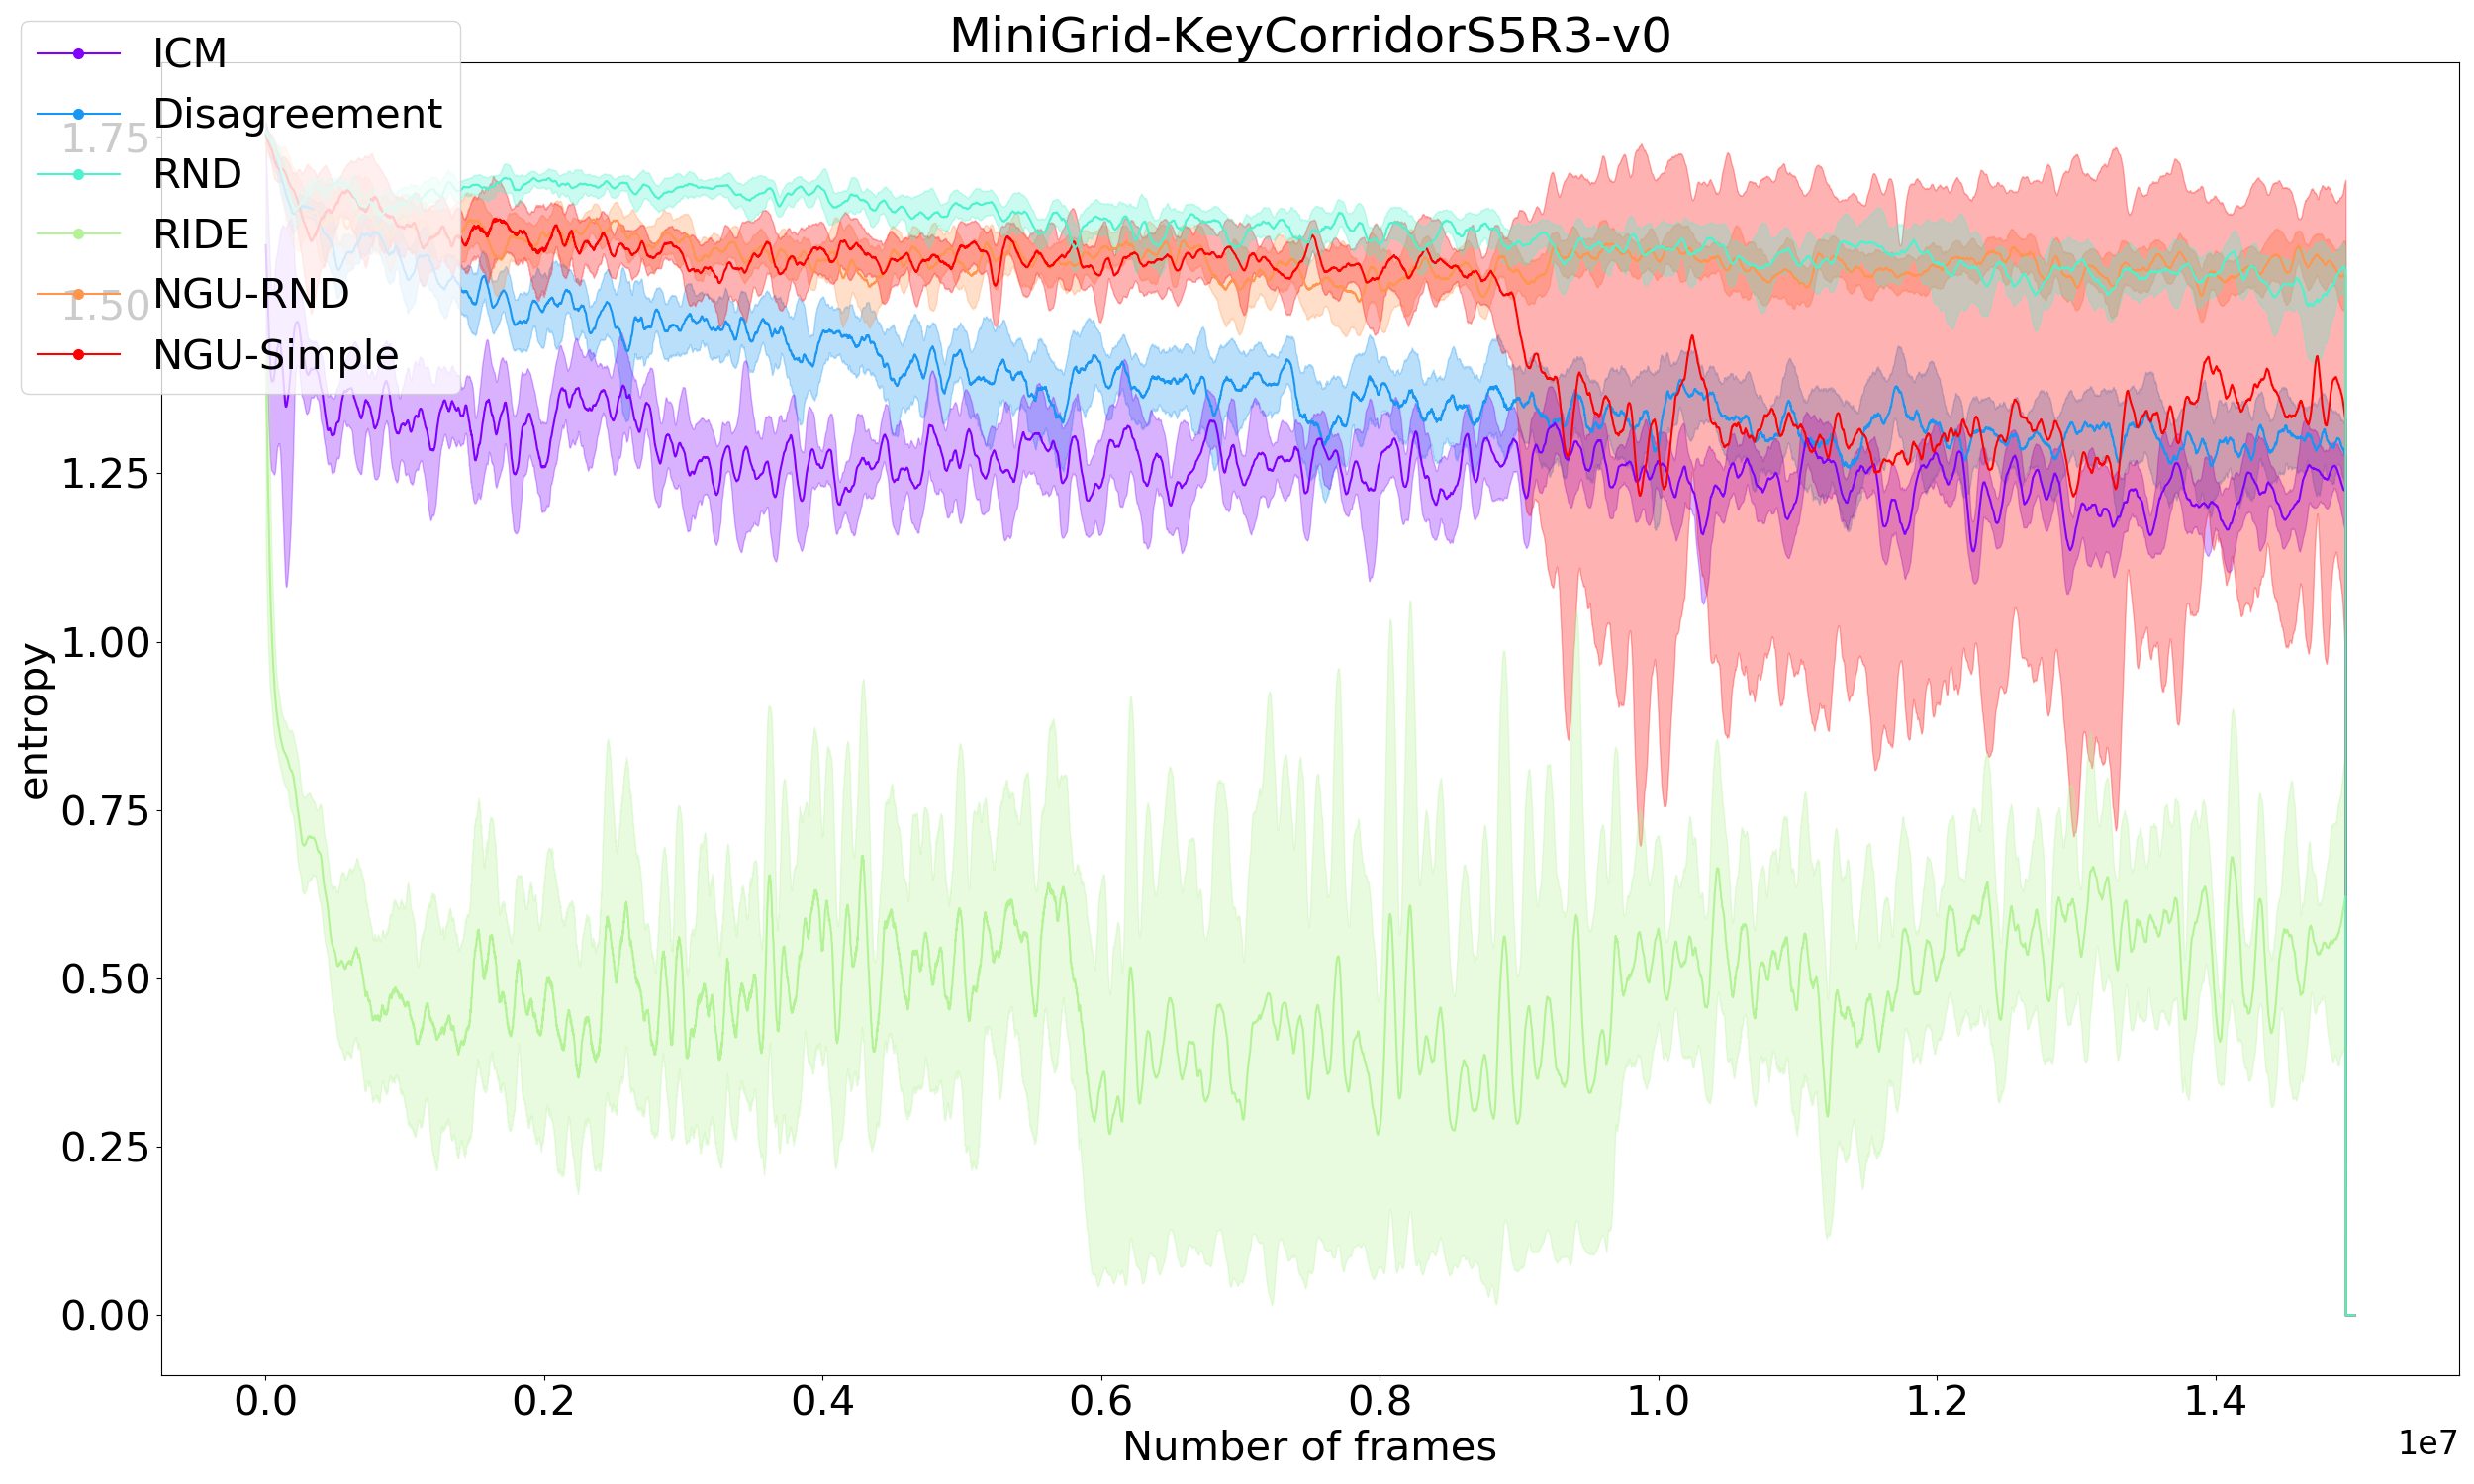 MiniGrid-KeyCorridorS5R3-v0
ICM
Disagreement
RND
RIDE
NGU-RND
NGU-Simple
1.75
1.50
1.25
1.00
0.75
0.50
0.25
0.00
entropy
0.0 0.2 0.4 0.6 0.8 1.0 1.2 1.4
Number of frames
1e7